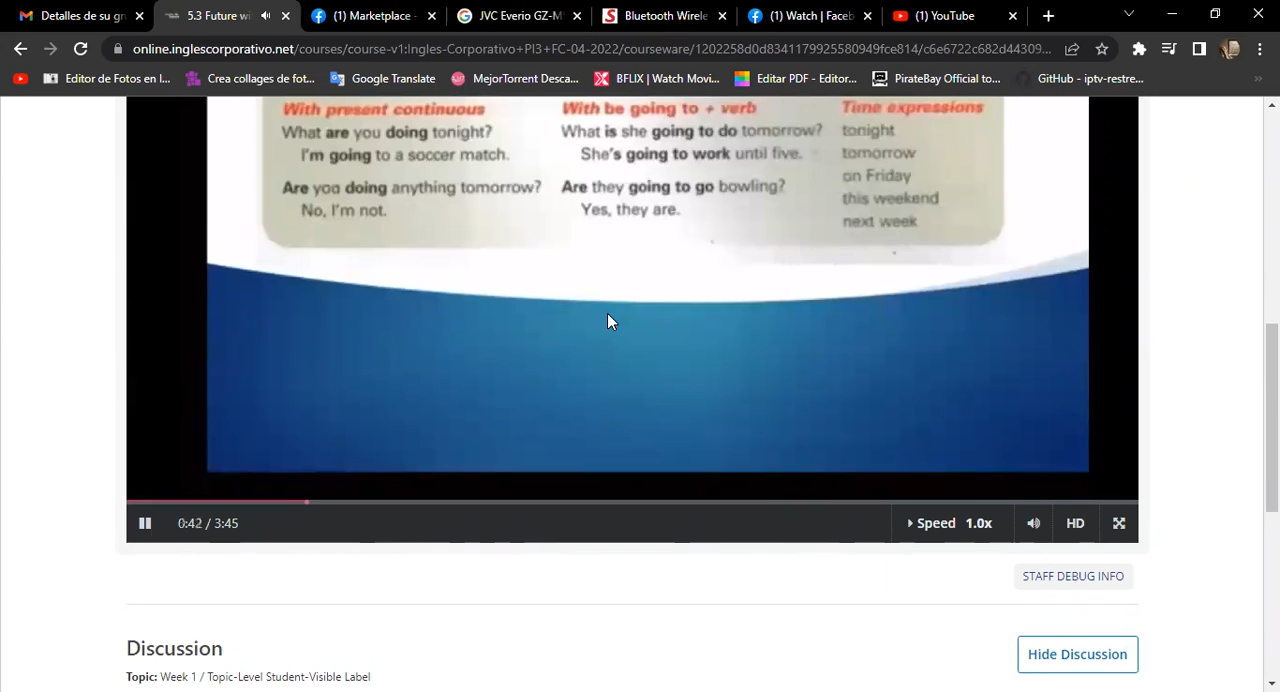 Detalles de su gr
5.3 Future wi
(1) Marketplace -
JVC Everio GZ-M
Bluetooth Wirele
(1) Watch | Faceb
(1) YouTube
online.inglescorporativo.net/courses/course-v1:Ingles-Corporativo+PI3+FC-04-2022/courseware/1202258d0d8341179925580949fce814/c6e6722c682d44309...
Editor de Fotos en l...
Crea collages de fot...
Google Translate
MejorTorrent Desca...
BFLIX | Watch Movi...
Editar PDF - Editor...
PirateBay Official to...
GitHub - iptv-restre...
With present continuous
What are you doing tonight?
I'm going to a soccer match.
Are you doing anything tomorrow?
No, I'm not.
With be going to + verb
What is she going to do tomorrow?
She's going to work until five.
Are they going to go bowling?
Yes, they are.
Time expressions
tonight
tomorrow
on Friday
this weekend
next week
0:42 / 3:45
Speed 1.0x
HD
STAFF DEBUG INFO
Discussion
Hide Discussion
Topic: Week 1 / Topic-Level Student-Visible Label